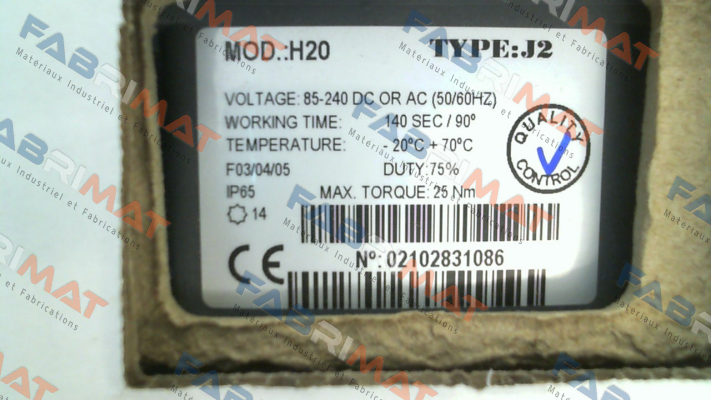 MOD.:H20
TYPE:J2
VOLTAGE: 85-240 DC OR AC (50/60HZ)
WORKING TIME: 140 SEC / 90º
TEMPERATURE: - 20ºC + 70ºC
F03/04/05 DUTY: 75%
IP65 MAX. TORQUE: 25 Nm
14
QUALITY
CONTROL
CE
Nº: 02102831086
FABRIMAT
Materiaux Industriel et Fabrications